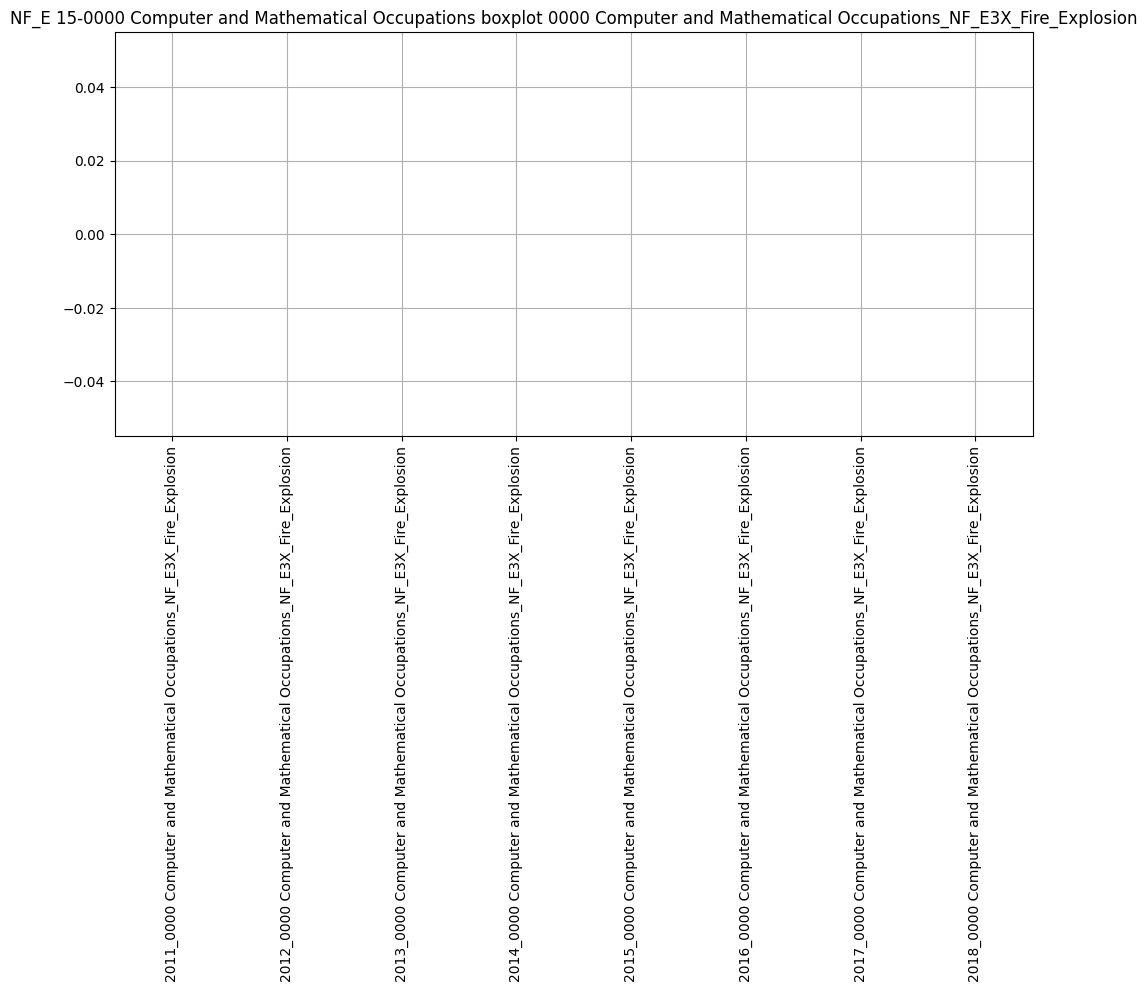 NF_E 15-0000 Computer and Mathematical Occupations boxplot 0000 Computer and Mathematical Occupations_NF_E3X_Fire_Explosion
0.04
0.02
0.00
−0.02
−0.04
2011_0000 Computer and Mathematical Occupations_NF_E3X_Fire_Explosion
2012_0000 Computer and Mathematical Occupations_NF_E3X_Fire_Explosion
2013_0000 Computer and Mathematical Occupations_NF_E3X_Fire_Explosion
2014_0000 Computer and Mathematical Occupations_NF_E3X_Fire_Explosion
2015_0000 Computer and Mathematical Occupations_NF_E3X_Fire_Explosion
2016_0000 Computer and Mathematical Occupations_NF_E3X_Fire_Explosion
2017_0000 Computer and Mathematical Occupations_NF_E3X_Fire_Explosion
2018_0000 Computer and Mathematical Occupations_NF_E3X_Fire_Explosion